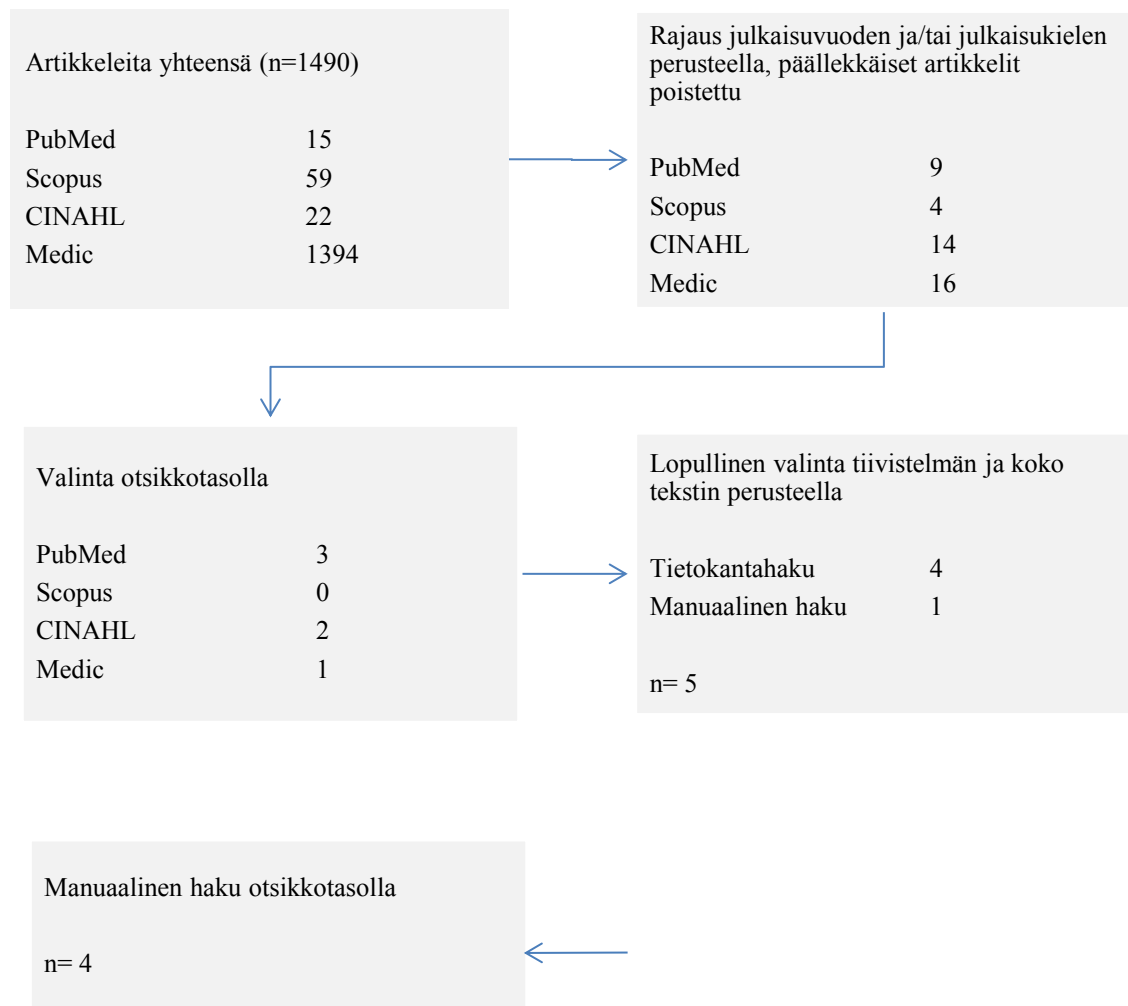 Artikkeleita yhteensä (n=1490)
PubMed 15
Scopus 59
CINAHL 22
Medic 1394
Rajaus julkaisuvuoden ja/tai julkaisukielen
perusteella, päällekkäiset artikkelit
poistettu
PubMed 9
Scopus 4
CINAHL 14
Medic 16
Valinta otsikkotasolla
PubMed 3
Scopus 0
CINAHL 2
Medic 1
Lopullinen valinta tiivistelmän ja koko
tekstin perusteella
Tietokantahaku 4
Manuaalinen haku 1
n= 5
Manuaalinen haku otsikkotasolla
n= 4